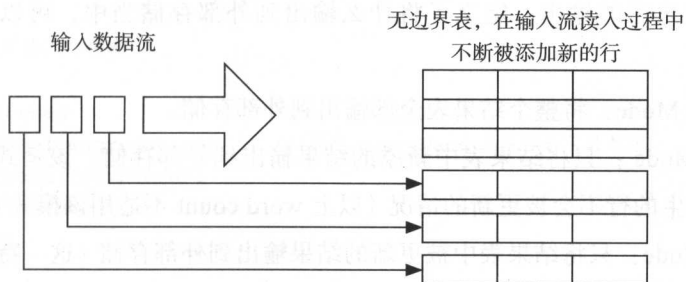 输入数据流
无边界表，在输入流读入过程中
不断被添加新的行